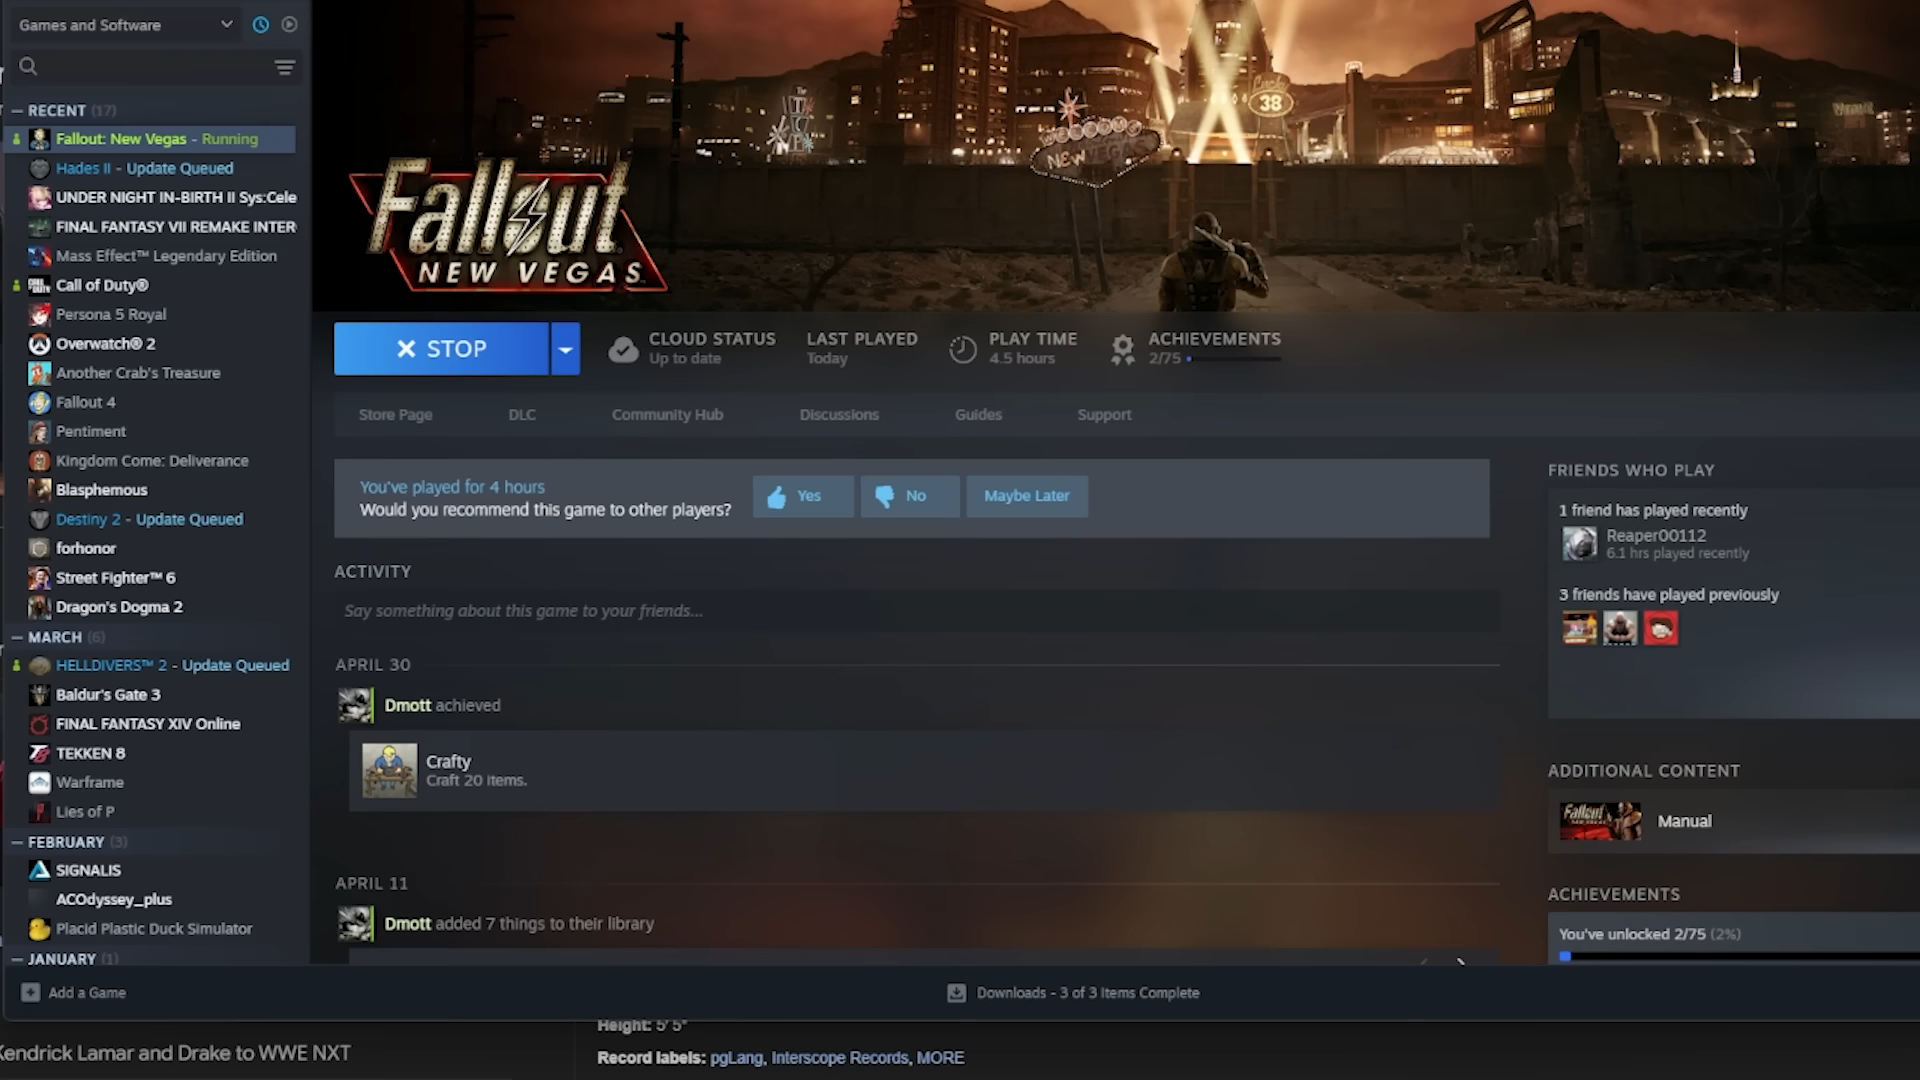 Games and Software
RECENT (17)
Fallout: New Vegas - Running
Hades II - Update Queued
UNDER NIGHT IN-BIRTH II Sys:Cele
FINAL FANTASY VII REMAKE INTER
Mass Effect™ Legendary Edition
Call of Duty®
Persona 5 Royal
Overwatch® 2
Another Crab's Treasure
Fallout 4
Pentiment
Kingdom Come: Deliverance
Blasphemous
Destiny 2 - Update Queued
forhonor
Street Fighter™ 6
Dragon's Dogma 2
MARCH (6)
HELLDIVERS™ 2 - Update Queued
Baldur's Gate 3
FINAL FANTASY XIV Online
TEKKEN 8
Warframe
Lies of P
FEBRUARY (3)
SIGNALIS
ACOdyssey_plus
Placid Plastic Duck Simulator
JANUARY (1)
Add a Game
The
TOPS
WELCOME
NEW VEGAS
Lucky
38
Fallout
NEW VEGAS
STOP
CLOUD STATUS
Up to date
LAST PLAYED
Today
PLAY TIME
4.5 hours
ACHIEVEMENTS
2/75
Store Page
DLC
Community Hub
Discussions
Guides
Support
You've played for 4 hours
Would you recommend this game to other players?
Yes
No
Maybe Later
ACTIVITY
Say something about this game to your friends...
APRIL 30
Dmott achieved
Crafty
Craft 20 items.
APRIL 11
Dmott added 7 things to their library
FRIENDS WHO PLAY
1 friend has played recently
Reaper00112
6.1 hrs played recently
3 friends have played previously
ADDITIONAL CONTENT
Fallout
Manual
ACHIEVEMENTS
You've unlocked 2/75 (2%)
Downloads - 3 of 3 Items Complete
Kendrick Lamar and Drake to WWE NXT
Height: 5' 5"
Record labels: pgLang, Interscope Records, MORE